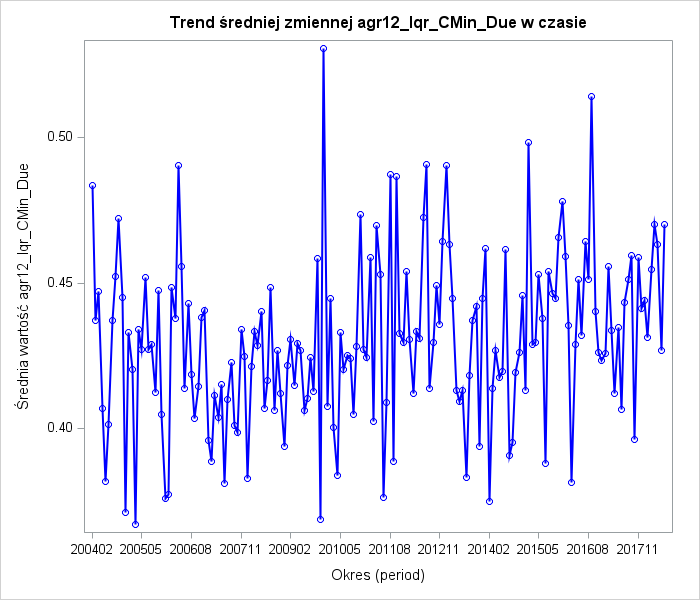 Trend średniej zmiennej agr12_Iqr_CMin_Due w czasie
Średnia wartość agr12_Iqr_CMin_Due
0.50
0.45
0.40
200402 200505 200608 200711 200902 201005 201108 201211 201402 201505 201608 201711
Okres (period)